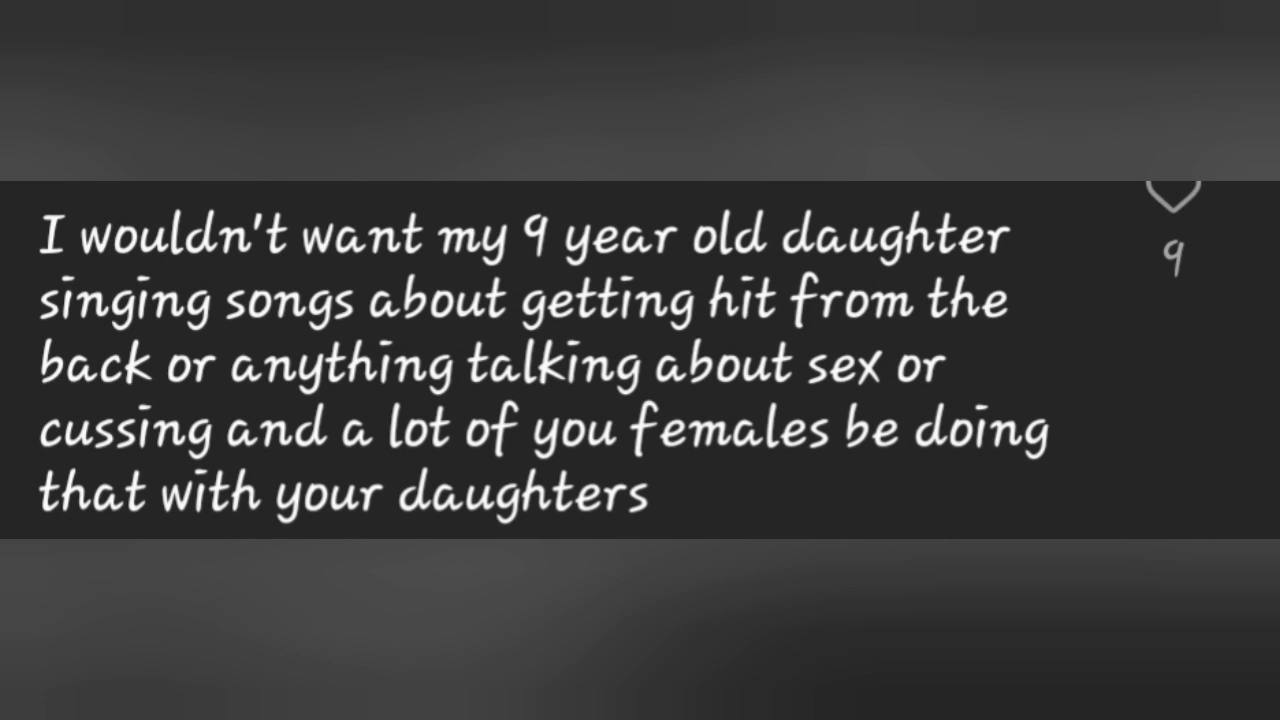 I wouldn't want my 9 year old daughter
singing songs about getting hit from the
back or anything talking about sex or
cussing and a lot of you females be doing
that with your daughters
9